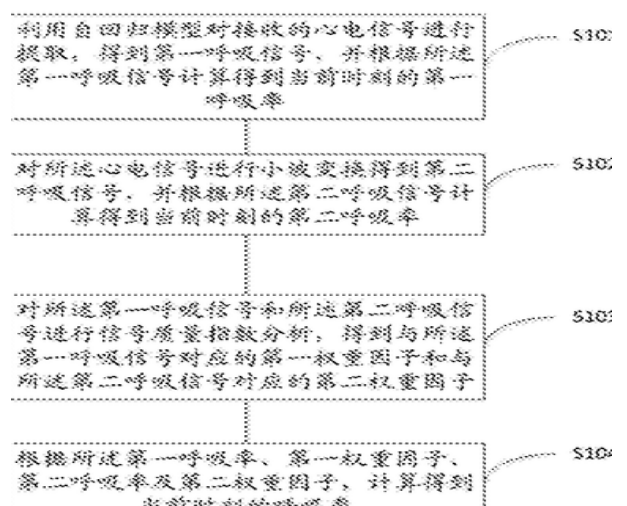 利用自回归模型对接收的心电信号进行
提取，得到第一呼吸信号，并根据所述
第一呼吸信号计算得到当前时刻的第一
呼吸率
S101
对所述心电信号进行小波变换得到第二
呼吸信号，并根据所述第二呼吸信号计
算得到当前时刻的第二呼吸率
S102
对所述第一呼吸信号和所述第二呼吸信
号进行信号质量指数分析，得到与所述
第一呼吸信号对应的第一权重因子和与
所述第二呼吸信号对应的第二权重因子
S103
根据所述第一呼吸率、第一权重因子、
第二呼吸率及第二权重因子，计算得到
当前时刻的呼吸率
S104